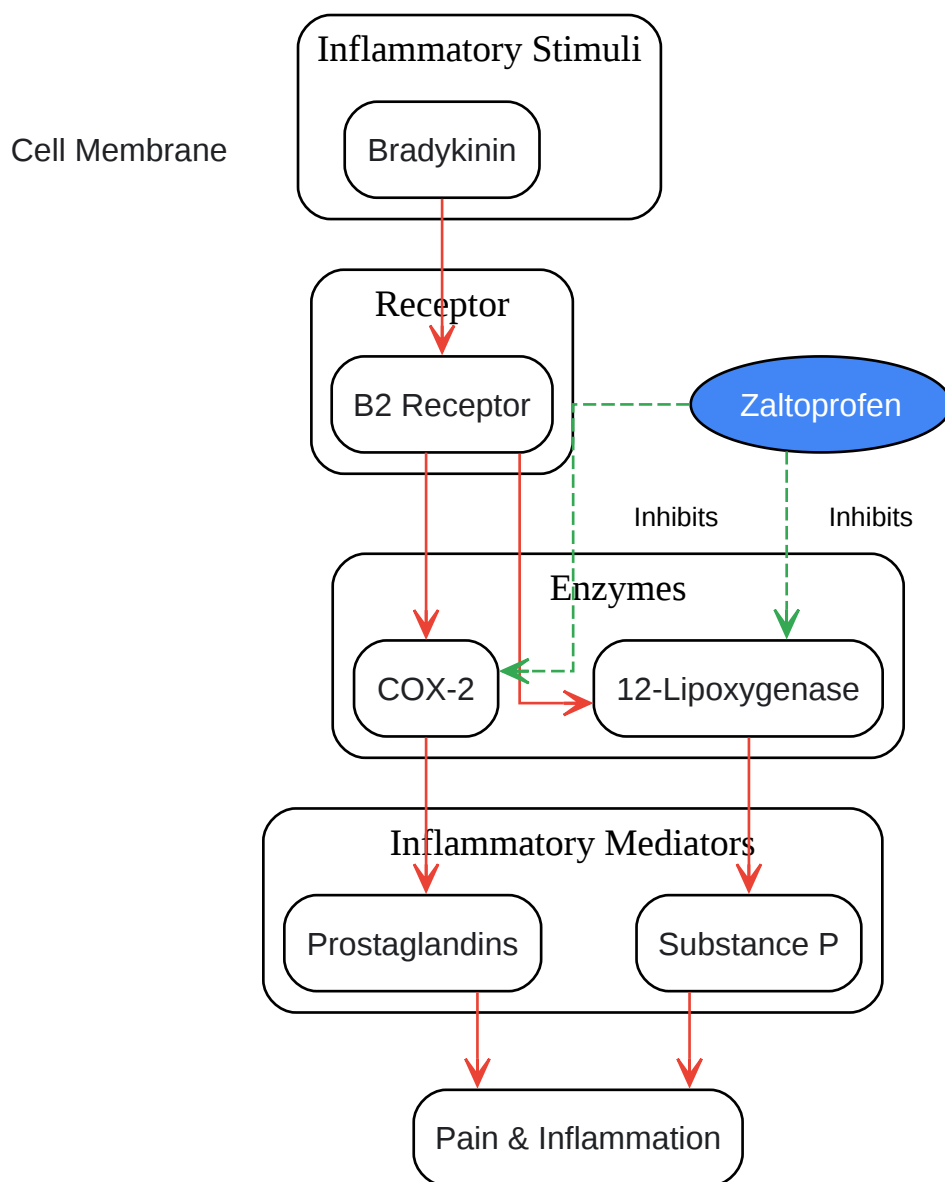 Inflammatory Stimuli
Cell Membrane
Bradykinin
Receptor
B2 Receptor
Zaltoprofen
Inhibits
Inhibits
Enzymes
COX-2
12-Lipoxygenase
Inflammatory Mediators
Prostaglandins
Substance P
Pain & Inflammation